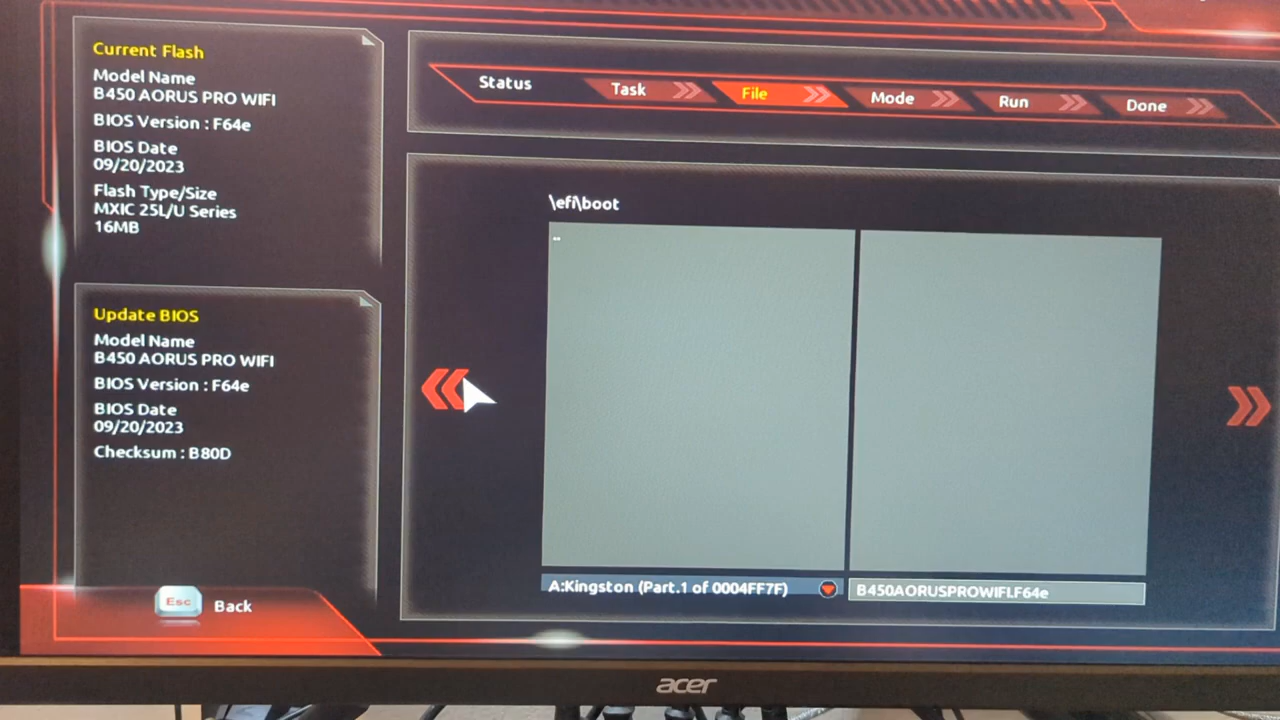 Current Flash
Model Name
B450 AORUS PRO WIFI
BIOS Version : F64e
BIOS Date
09/20/2023
Flash Type/Size
MXIC 25L/U Series
16MB
Update BIOS
Model Name
B450 AORUS PRO WIFI
BIOS Version : F64e
BIOS Date
09/20/2023
Checksum : B80D
Esc Back
Status Task File Mode Run Done
\efi\boot
..
A:Kingston (Part.1 of 0004FF7F) B450AORUSPROWIFI_F64e
acer